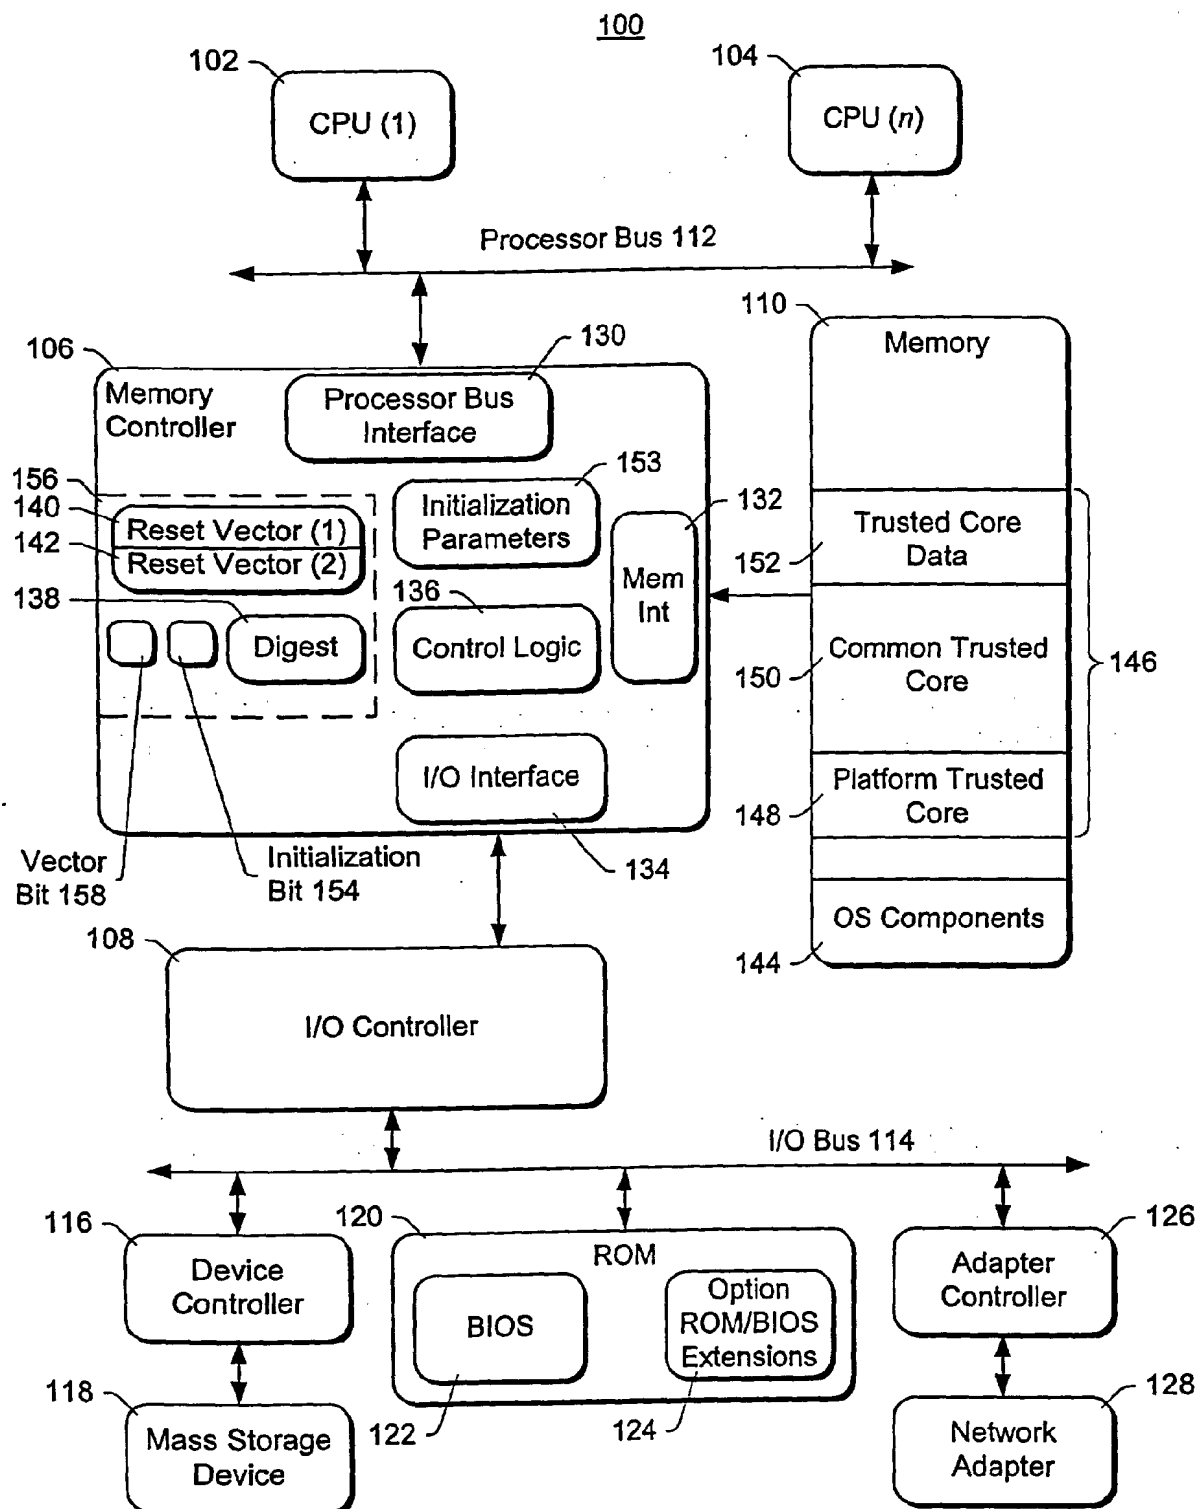 100
102
CPU (1)
104
CPU (n)
Processor Bus 112
110
Memory
106
Memory
Controller
130
Processor Bus
Interface
156
140
Reset Vector (1)
142
Reset Vector (2)
138
Digest
153
Initialization
Parameters
136
Control Logic
132
Mem
Int
Trusted Core
Data
152
Common Trusted
Core
150
146
Platform Trusted
Core
148
I/O Interface
134
Vector
Bit 158
Initialization
Bit 154
OS Components
144
108
I/O Controller
I/O Bus 114
116
Device
Controller
120
ROM
BIOS
122
Option
ROM/BIOS
Extensions
124
126
Adapter
Controller
118
Mass Storage
Device
128
Network
Adapter